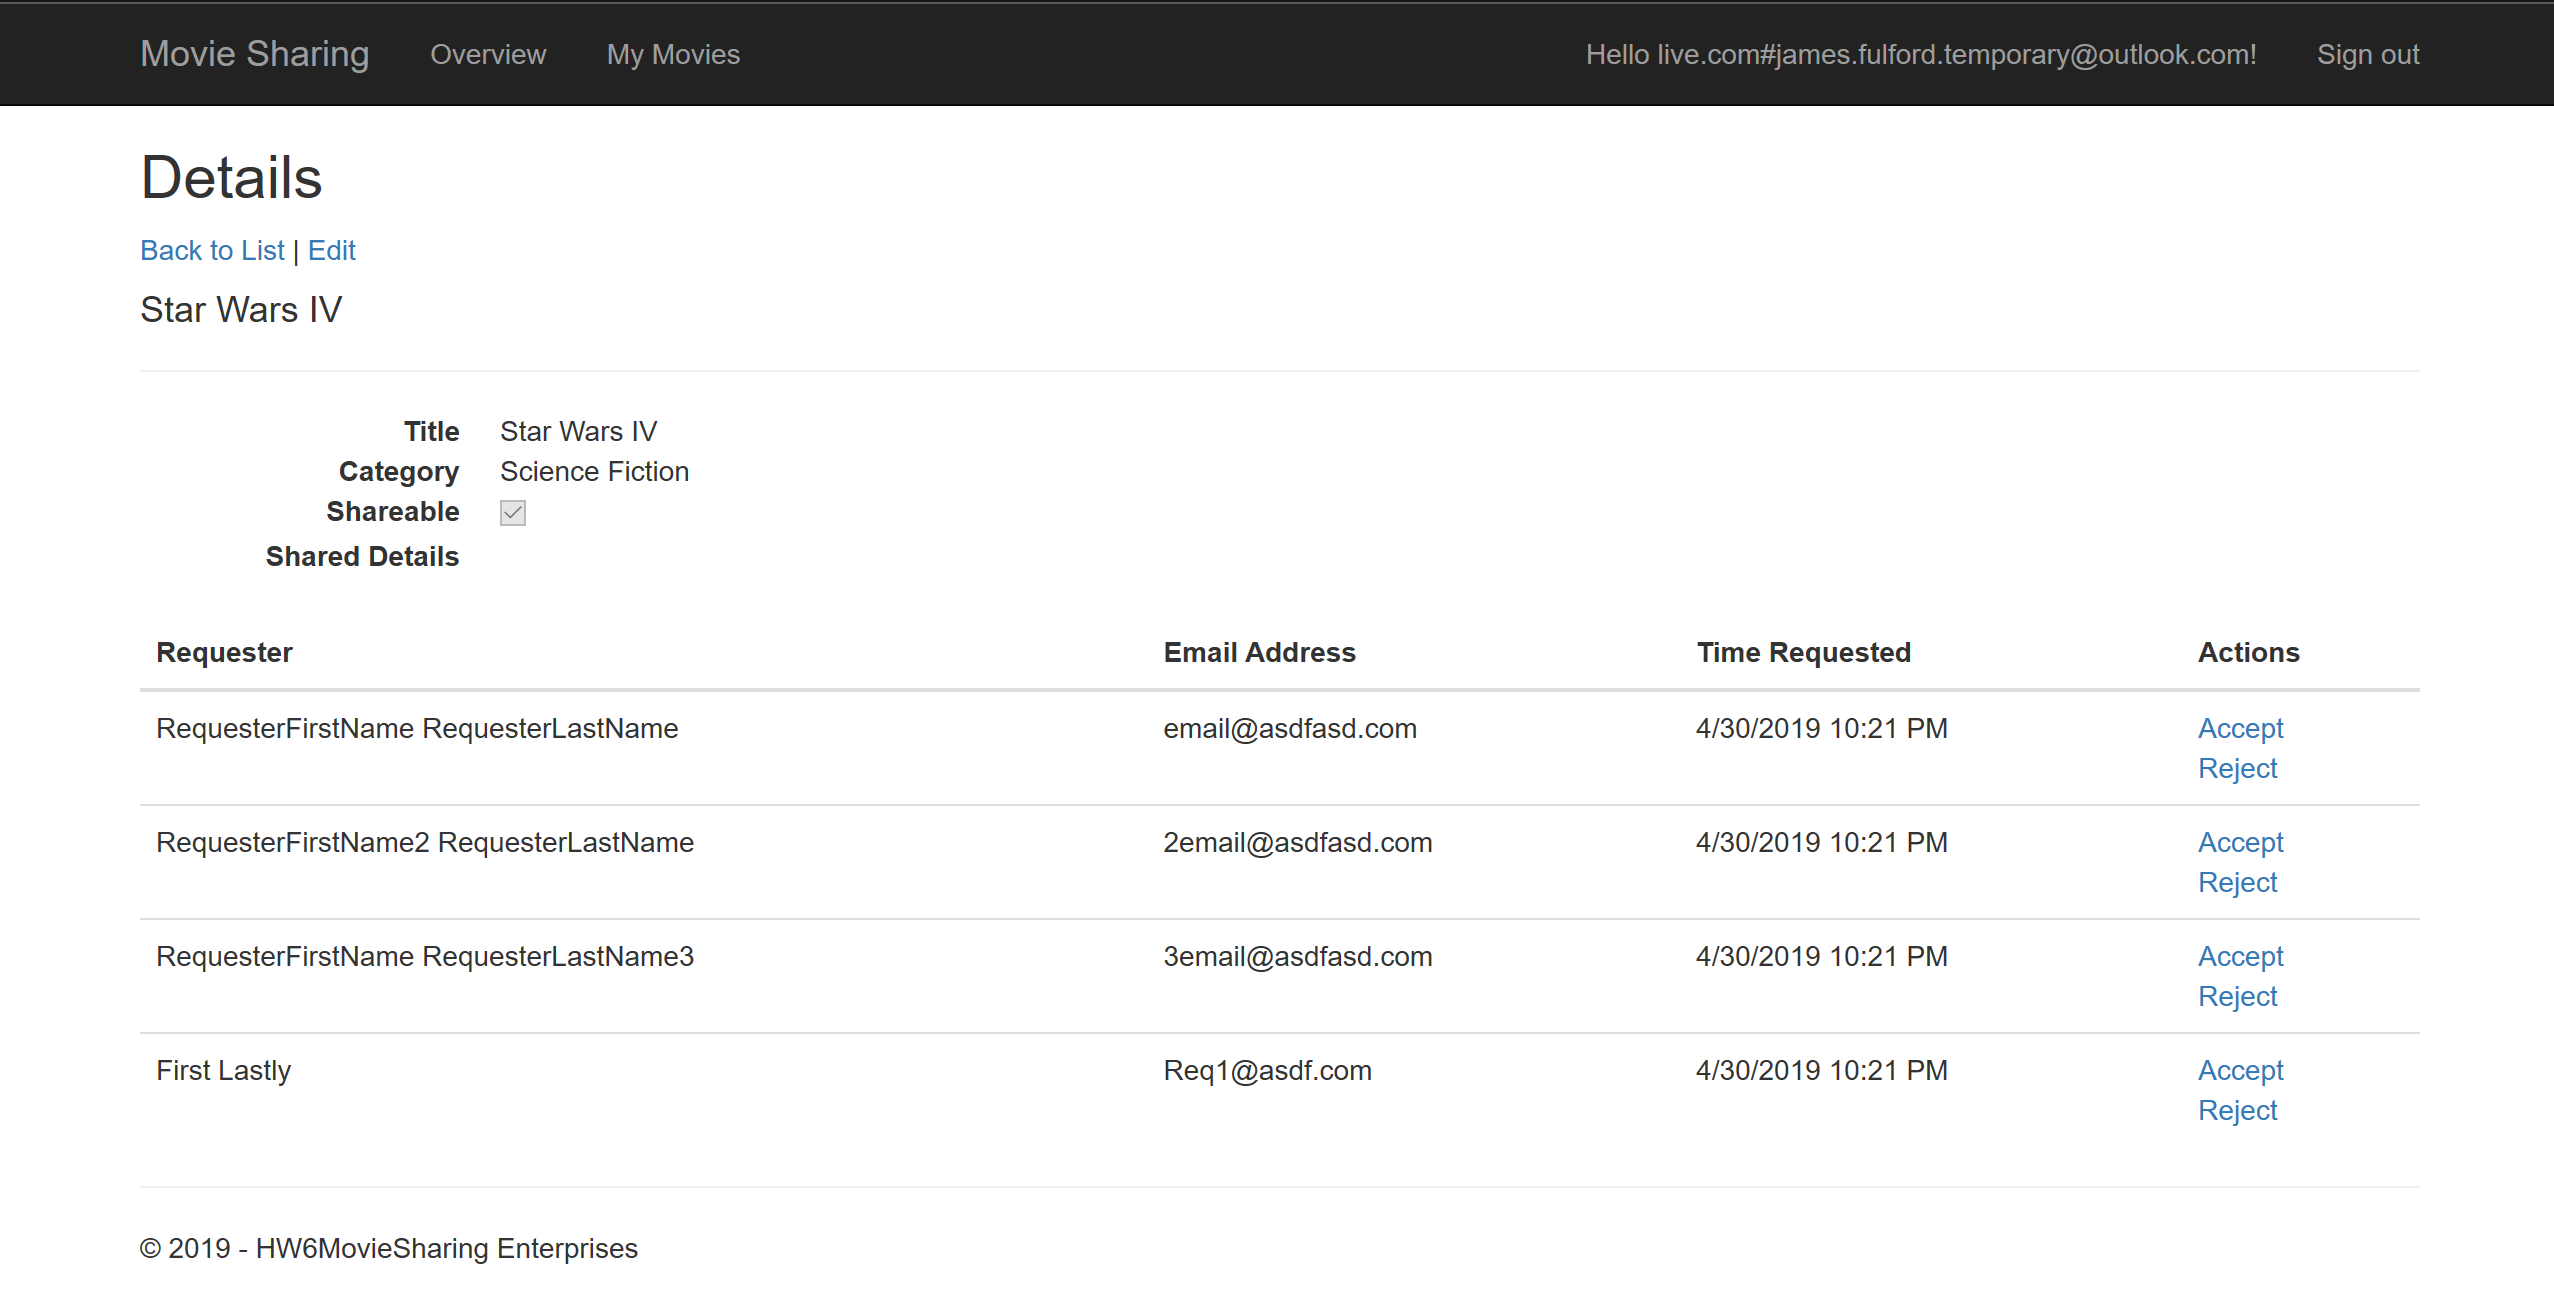 Movie Sharing Overview My Movies Hello live.com#james.fulford.temporary@outlook.com! Sign out
Details
Back to List | Edit
Star Wars IV
Title Star Wars IV
Category Science Fiction
Shareable
Shared Details
Requester Email Address Time Requested Actions
RequesterFirstName RequesterLastName email@asdfasd.com 4/30/2019 10:21 PM Accept
Reject
RequesterFirstName2 RequesterLastName 2email@asdfasd.com 4/30/2019 10:21 PM Accept
Reject
RequesterFirstName RequesterLastName3 3email@asdfasd.com 4/30/2019 10:21 PM Accept
Reject
First Lastly Req1@asdf.com 4/30/2019 10:21 PM Accept
Reject
© 2019 - HW6MovieSharing Enterprises